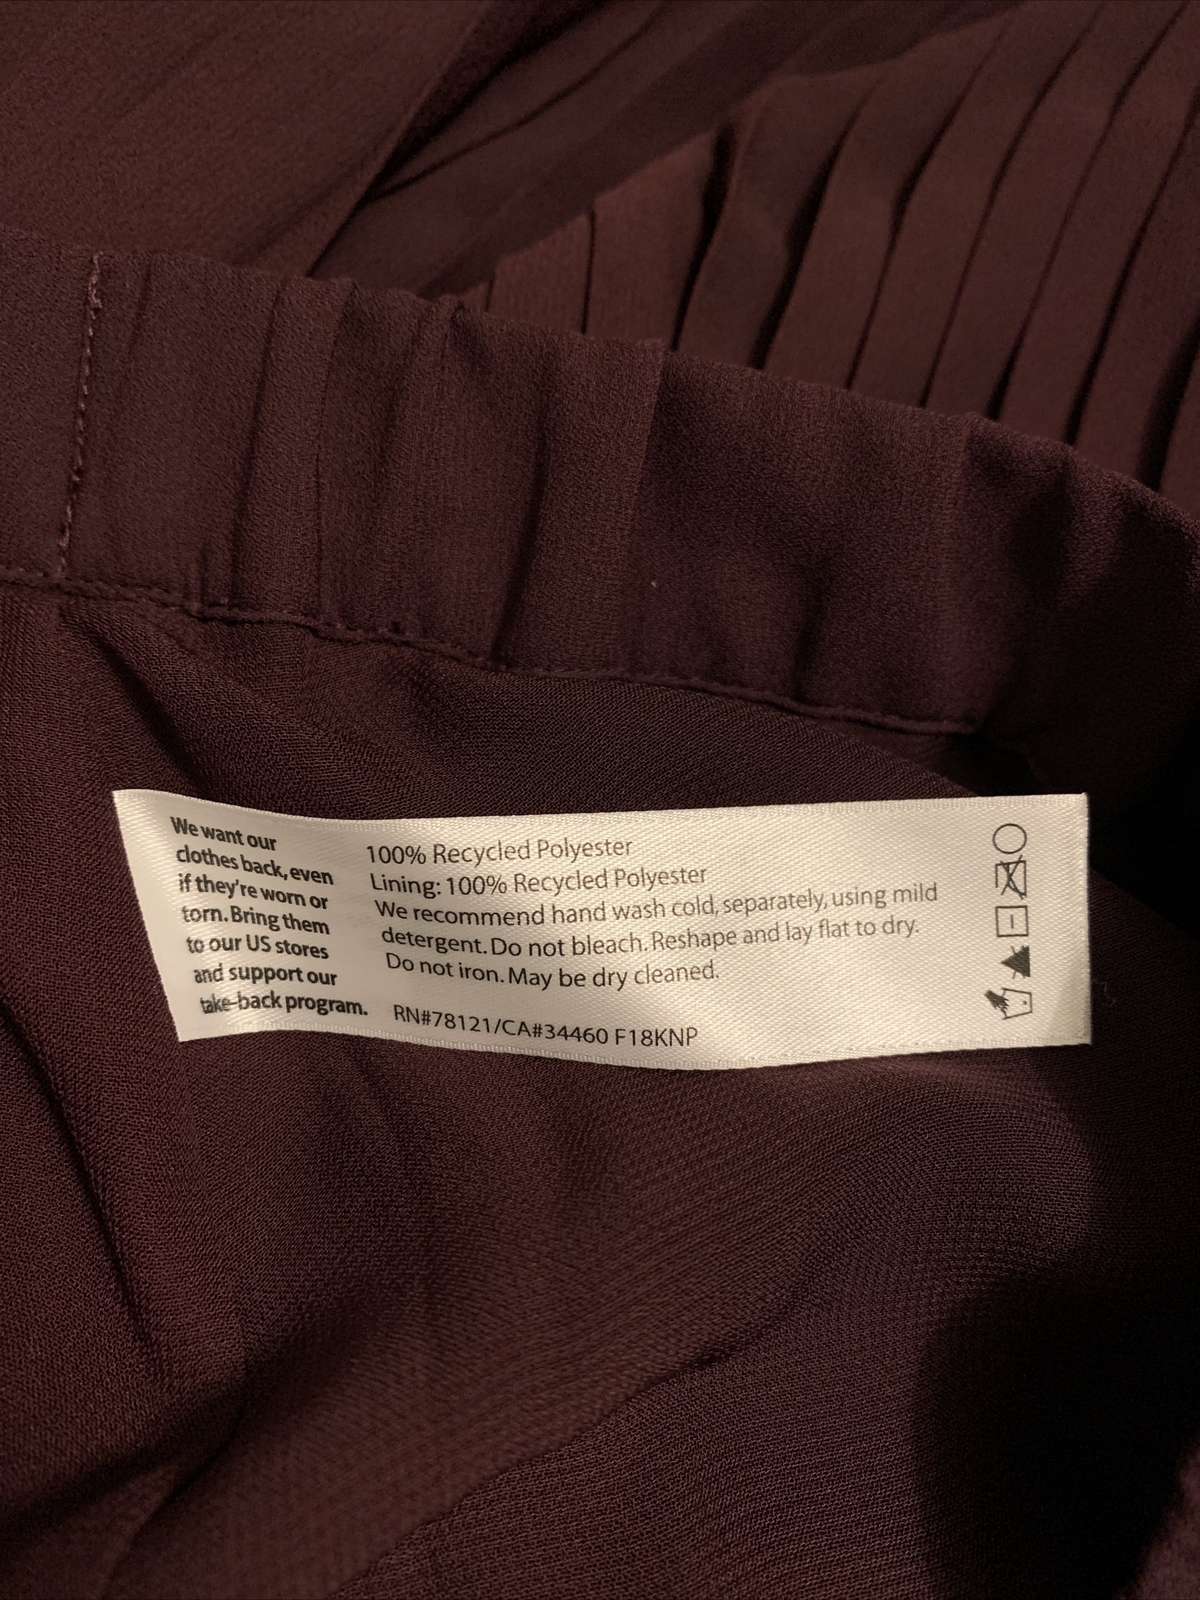 We want our
clothes back, even
if they're worn or
torn. Bring them
to our US stores
and support our
take-back program.
100% Recycled Polyester
Lining: 100% Recycled Polyester
We recommend hand wash cold, separately, using mild
detergent. Do not bleach. Reshape and lay flat to dry.
Do not iron. May be dry cleaned.
RN#78121/CA#34460 F18KNP